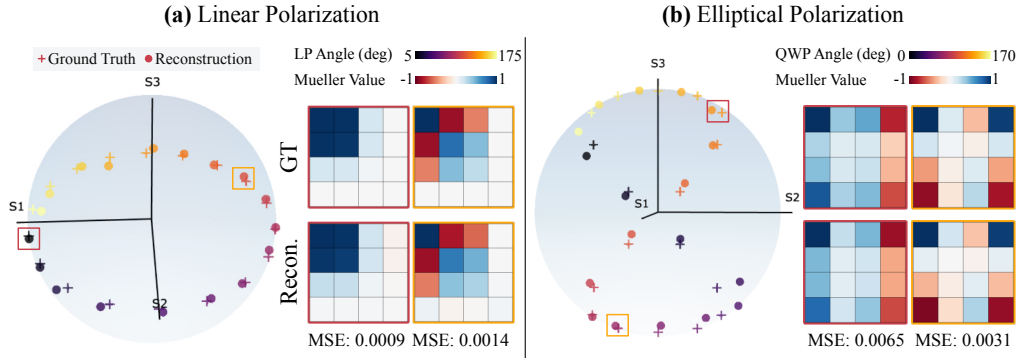 (a) Linear Polarization
+ Ground Truth ● Reconstruction
S3
S1
S2
LP Angle (deg) 5 175
Mueller Value -1 1
GT
Recon.
MSE: 0.0009 MSE: 0.0014
(b) Elliptical Polarization
S3
S1
S2
QWP Angle (deg) 0 170
Mueller Value -1 1
MSE: 0.0065 MSE: 0.0031